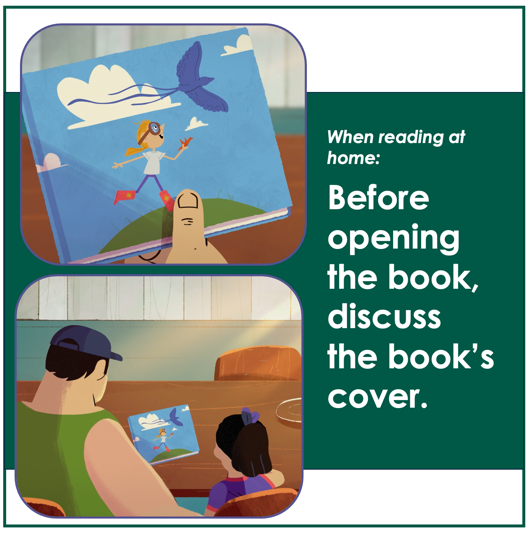 When reading at
home:
Before
opening
the book,
discuss
the book’s
cover.